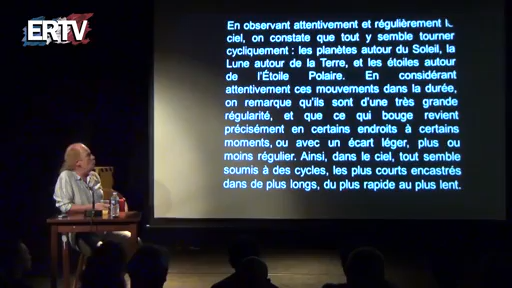 ERTV
En observant attentivement et régulièrement le
ciel, on constate que tout y semble tourner
cycliquement : les planètes autour du Soleil, la
Lune autour de la Terre, et les étoiles autour
de l'Étoile Polaire. En considérant
attentivement ces mouvements dans la durée,
on remarque qu'ils sont d'une très grande
régularité, et que ce qui bouge revient
précisément en certains endroits à certains
moments, ou avec un écart léger, plus ou
moins régulier. Ainsi, dans le ciel, tout semble
soumis à des cycles, les plus courts encastrés
dans de plus longs, du plus rapide au plus lent.